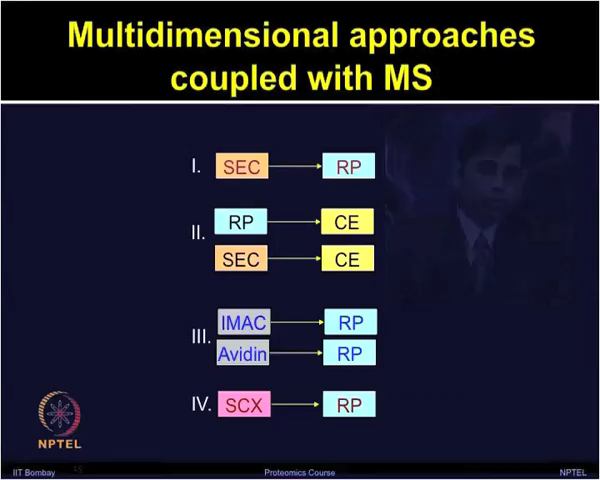 Multidimensional approaches
coupled with MS
I. SEC RP
II. RP CE
SEC CE
III. IMAC RP
Avidin RP
IV. SCX RP
NPTEL
IIT Bombay 15 Proteomics Course NPTEL